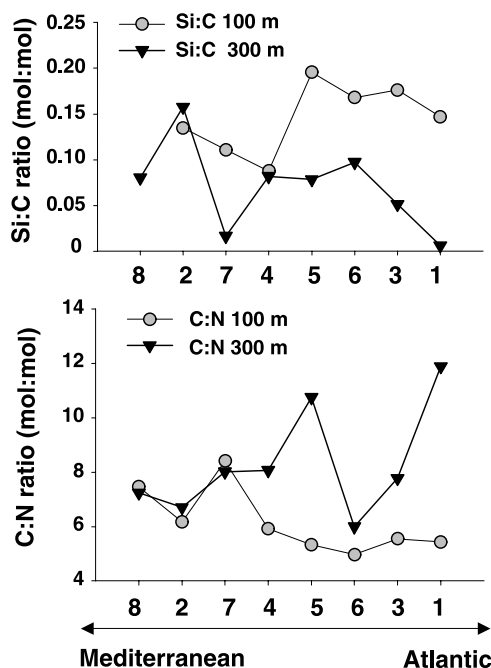 0.25
Si:C 100 m
Si:C 300 m
0.20
0.15
0.10
0.05
0
Si:C ratio (mol:mol)
8 2 7 4 5 6 3 1
14
C:N 100 m
C:N 300 m
12
10
8
6
4
C:N ratio (mol:mol)
8 2 7 4 5 6 3 1
Mediterranean Atlantic